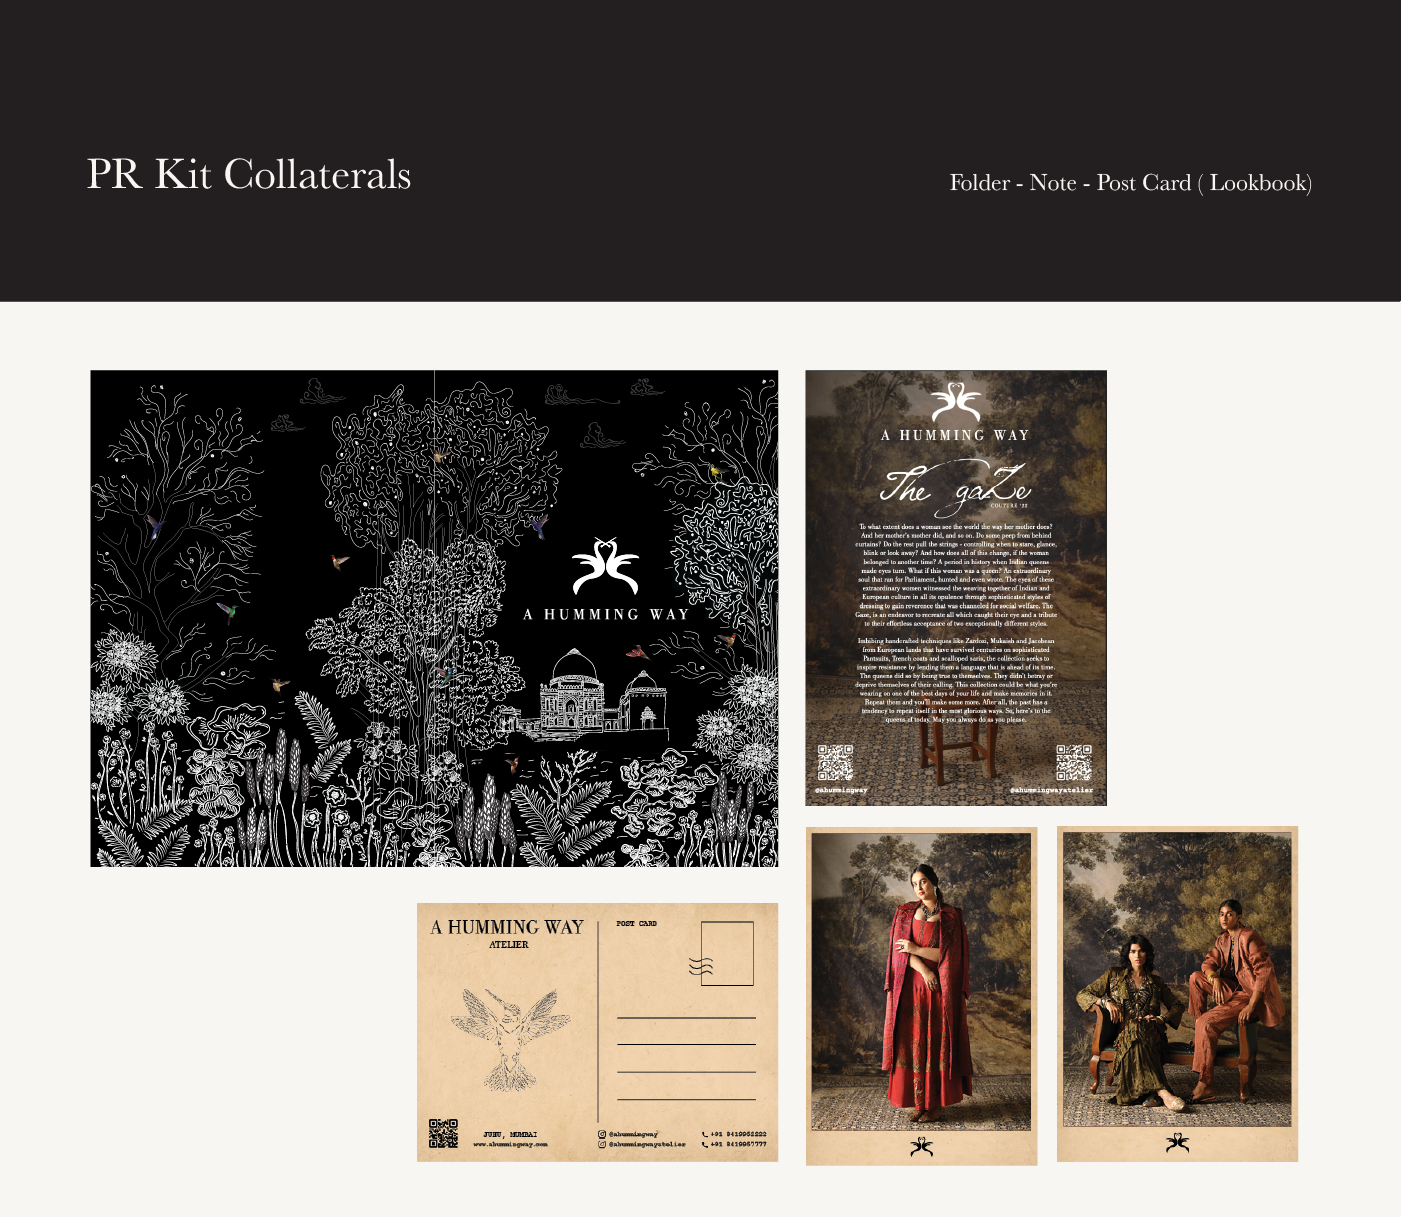 PR Kit Collaterals
Folder - Note - Post Card ( Lookbook)
A HUMMING WAY
A HUMMING WAY
The gaZe
COUTURE '22
To what extent does a woman see the world the way her mother does?
And her mother's mother did, and so on. Do some peep from behind
curtains? Do the rest pull the strings - controlling when to stare, glance,
blink or look away? And how does all of this change, if the woman
belonged to another time? A period in history when Indian queens
made eyes turn. What if this woman was a queen? An extraordinary
soul that ran for Parliament, hunted and even wrote. The eyes of these
extraordinary women witnessed the weaving together of Indian and
European culture in all its opulence through sophisticated styles of
dressing to gain reverence that was channeled for social welfare. The
Gaze, is an endeavor to recreate all which caught their eye and a tribute
to their effortless acceptance of two exceptionally different styles.
Imbibing handcrafted techniques like Zardozi, Mukaish and Jacobean
from European lands that have survived centuries on sophisticated
Pantsuits, Trench coats and scalloped saris, the collection seeks to
inspire resistance by lending them a language that is ahead of its time.
The queens did so by being true to themselves. They didn't betray or
deprive themselves of their calling. This collection could be what you're
wearing on one of the best days of your life and make memories in it.
Repeat them and you'll make some more. After all, the past has a
tendency to repeat itself in the most glorious ways. So, here's to the
queens of today. May you always do as you please.
@ahummingway
@ahummingwayatelier
A HUMMING WAY
ATELIER
POST CARD
JUHU, MUMBAI
www.ahummingway.com
@ahummingway
@ahummingwayatelier